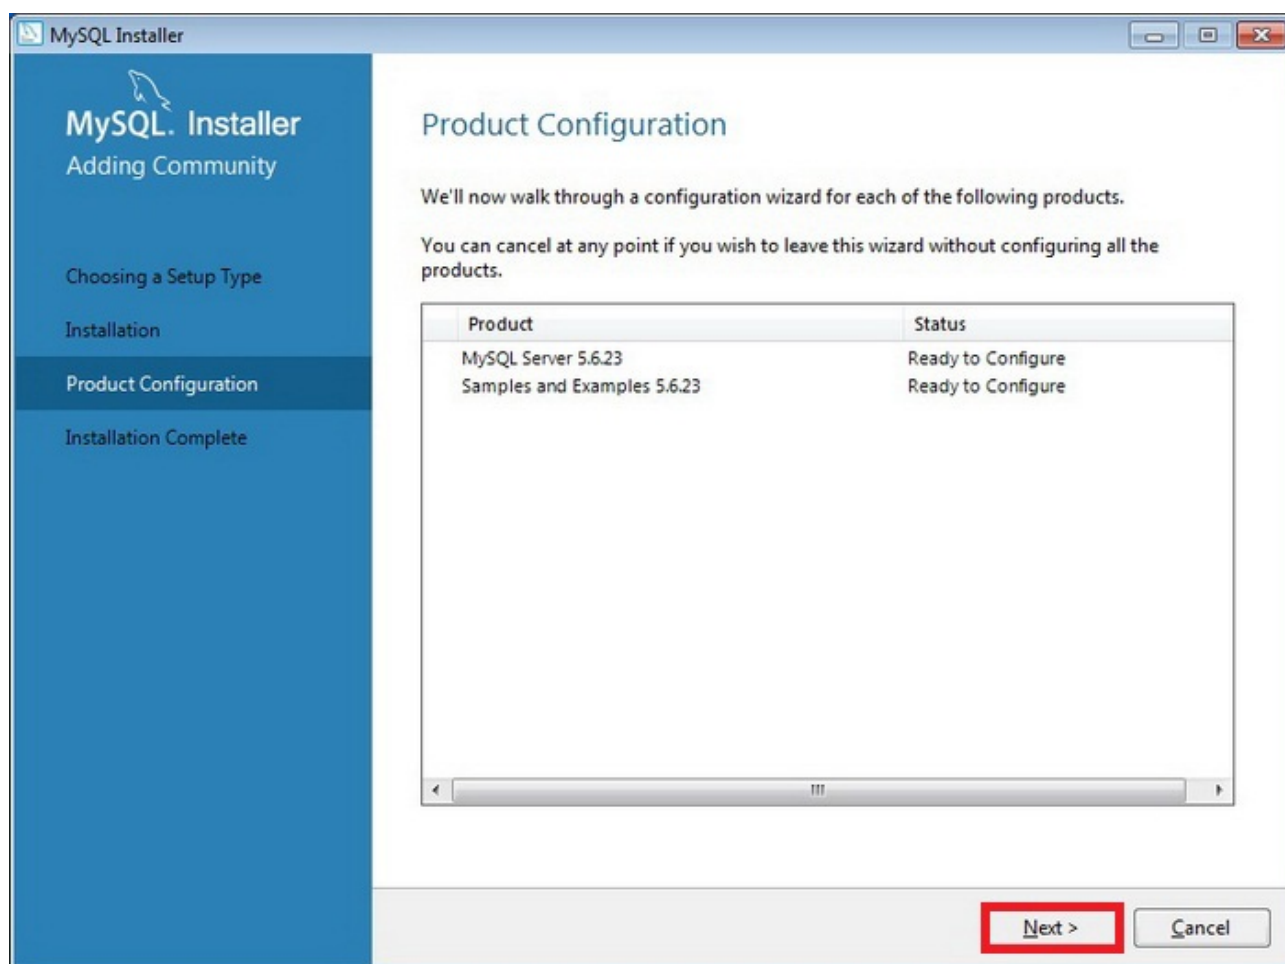 MySQL Installer
MySQL. Installer
Adding Community
Choosing a Setup Type
Installation
Product Configuration
Installation Complete
Product Configuration
We'll now walk through a configuration wizard for each of the following products.
You can cancel at any point if you wish to leave this wizard without configuring all the
products.
Product Status
MySQL Server 5.6.23 Ready to Configure
Samples and Examples 5.6.23 Ready to Configure
Next > Cancel